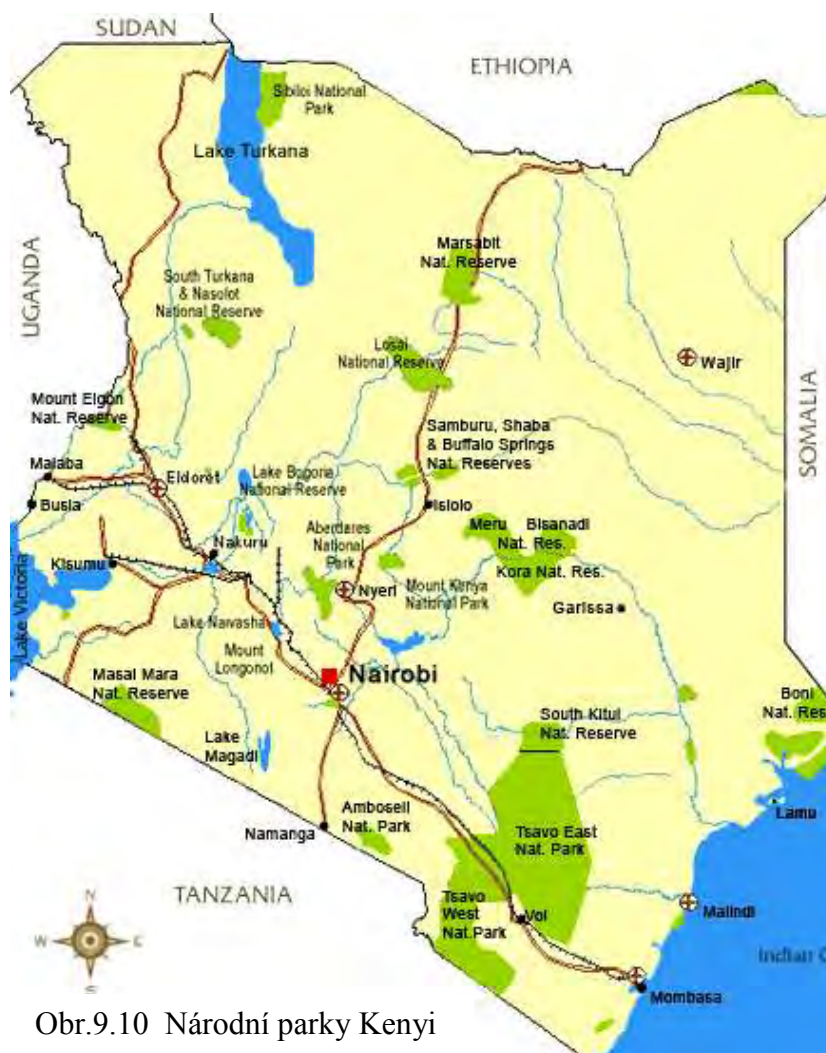 SUDAN
ETHIOPIA
Sibiloi National
Park
Lake Turkana
UGANDA
Marsabit
Nat. Reserve
South Turkana
& Nasolot
National Reserve
Losai
National Reserve
Wajir
SOMALIA
Mount Elgon
Nat. Reserve
Samburu, Shaba
& Buffalo Springs
Nat. Reserves
Malaba
Eldoret
Lake Bogoria
National Reserve
Busia
Isiolo
Aberdares
National
Park
Meru Bisanadi
Nat. Res.
Nakuru
Kisumu
Kora Nat. Res.
Nyeri
Mount Kenya
National Park
Garissa
Lake Victoria
Lake Naivasha
Mount
Longonot
Nairobi
Masai Mara
Nat. Reserve
Boni
Nat. Res
South Kitui
Nat. Reserve
Lake
Magadi
Lamu
Amboseli
Nat. Park
Namanga
Tsavo East
Nat. Park
TANZANIA
Tsavo
West
Nat.Park
Voi
Malindi
N
W
E
S
Indian O
Mombasa
Obr.9.10 Národní parky Kenyi